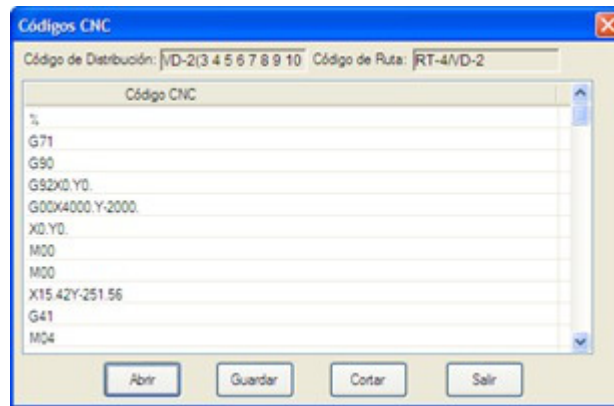 Códigos CNC
Código de Distribución: VD-2(3 4 5 6 7 8 9 10 Código de Ruta: RT-4/VD-2
Código CNC
%
G71
G90
G92X0.Y0.
G00X4000.Y-2000.
X0.Y0.
M00
M00
X15.42Y-251.56
G41
M04
Abrir Guardar Cortar Salir